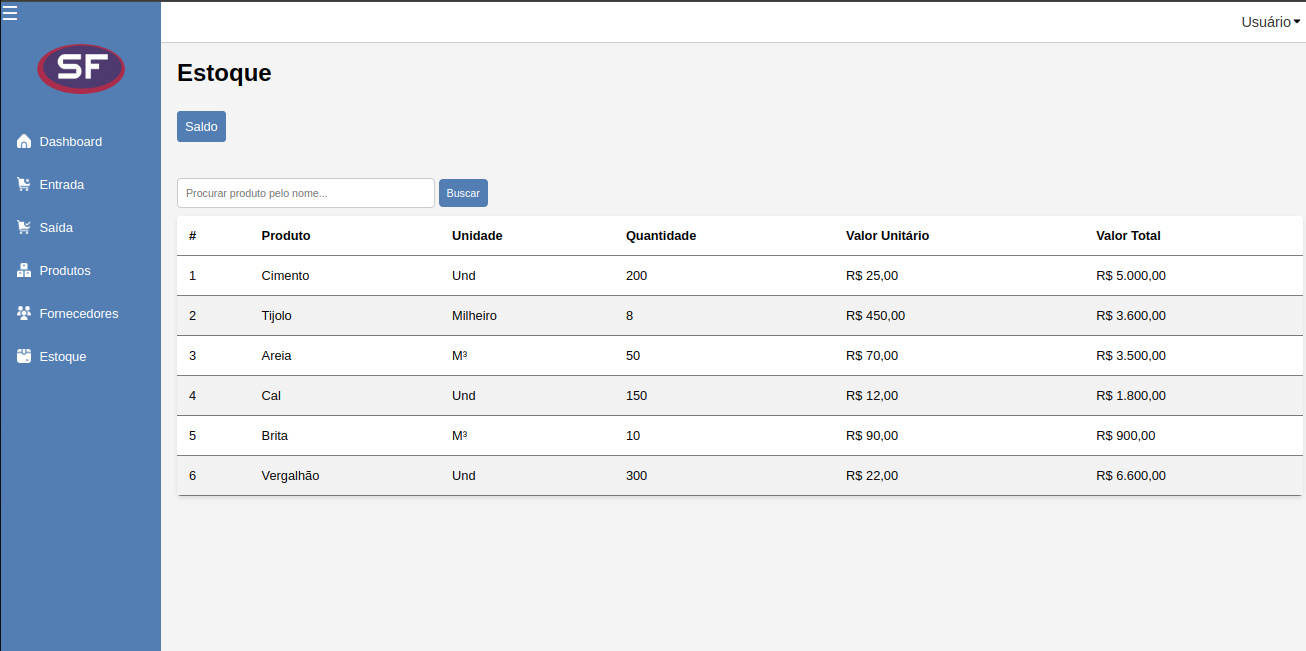 Usuário
SF
Estoque
Saldo
Dashboard
Entrada
Saída
Produtos
Fornecedores
Estoque
Procurar produto pelo nome... Buscar
# Produto Unidade Quantidade Valor Unitário Valor Total
1 Cimento Und 200 R$ 25,00 R$ 5.000,00
2 Tijolo Milheiro 8 R$ 450,00 R$ 3.600,00
3 Areia M³ 50 R$ 70,00 R$ 3.500,00
4 Cal Und 150 R$ 12,00 R$ 1.800,00
5 Brita M³ 10 R$ 90,00 R$ 900,00
6 Vergalhão Und 300 R$ 22,00 R$ 6.600,00